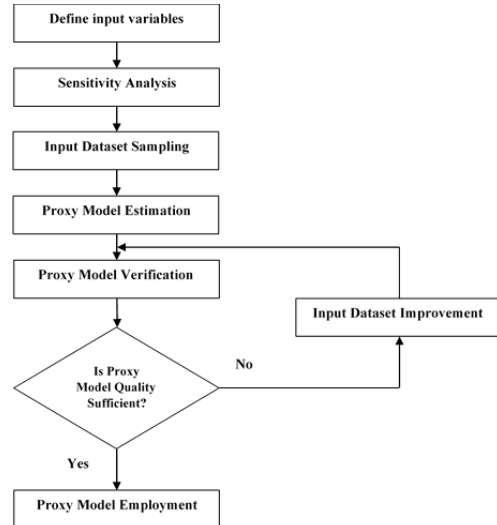 Define input variables
Sensitivity Analysis
Input Dataset Sampling
Proxy Model Estimation
Proxy Model Verification
Input Dataset Improvement
Is Proxy
Model Quality
Sufficient?
No
Yes
Proxy Model Employment